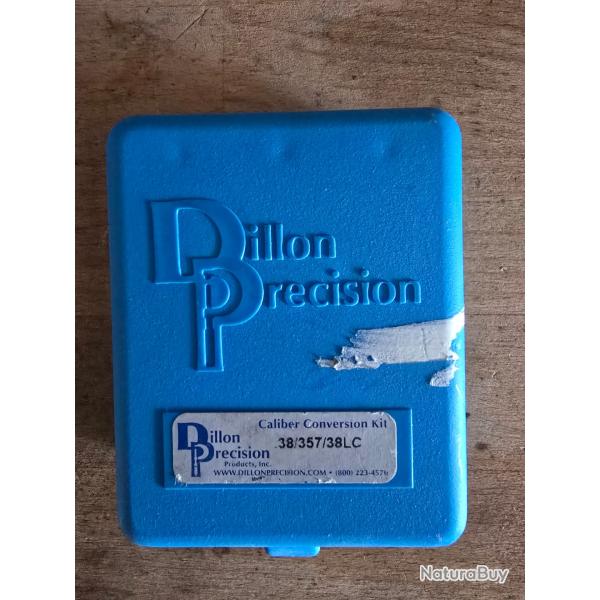 Dillon
Precision
Caliber Conversion Kit
Dillon
Precision
Products, Inc.
38/357/38LC
WWW.DILLONPRECISION.COM • (800) 223-4570
NaturaBuy